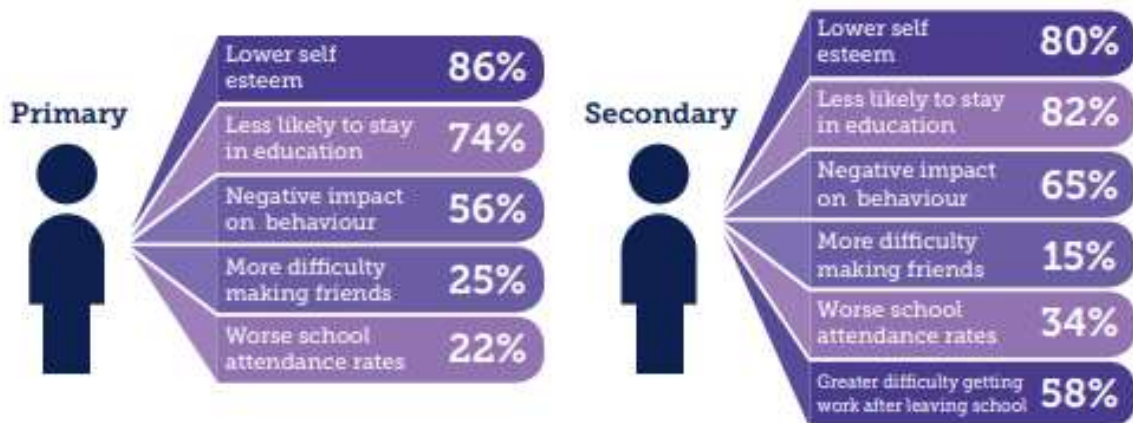 Primary
Lower self
esteem
86%
Less likely to stay
in education
74%
Negative impact
on behaviour
56%
More difficulty
making friends
25%
Worse school
attendance rates
22%
Secondary
Lower self
esteem
80%
Less likely to stay
in education
82%
Negative impact
on behaviour
65%
More difficulty
making friends
15%
Worse school
attendance rates
34%
Greater difficulty getting
work after leaving school
58%